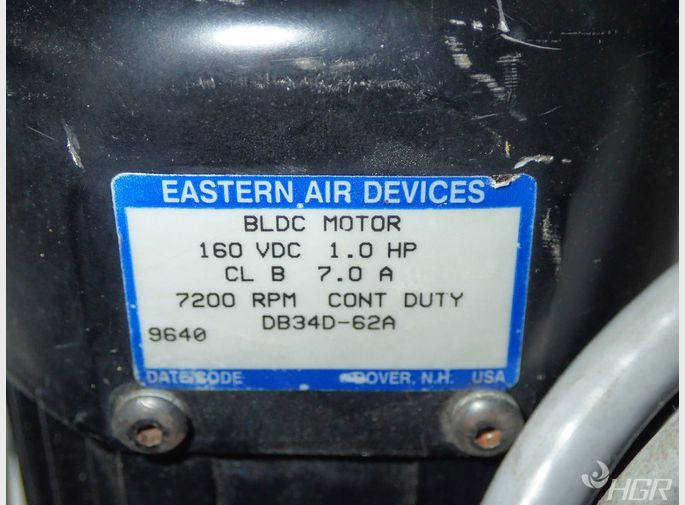 EASTERN AIR DEVICES
BLDC MOTOR
160 VDC 1.0 HP
CL B 7.0 A
7200 RPM CONT DUTY
DB34D-62A
9640
DATE CODE DOVER, N.H. USA
HGR